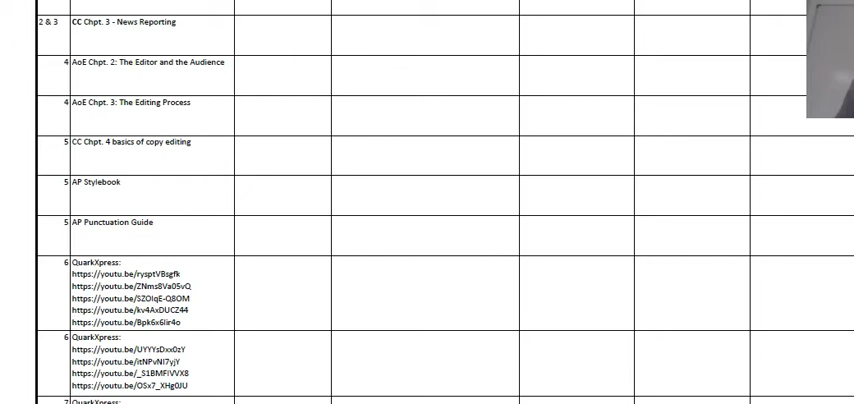 2 & 3 CC Chpt. 3 - News Reporting
4 AoE Chpt. 2: The Editor and the Audience
4 AoE Chpt. 3: The Editing Process
5 CC Chpt. 4 basics of copy editing
5 AP Stylebook
5 AP Punctuation Guide
6 QuarkXpress:
https://youtu.be/rysptVBsgfk
https://youtu.be/ZNms8Va05vQ
https://youtu.be/SZOlqE-Q8OM
https://youtu.be/kv4AxDUCZ44
https://youtu.be/Bpk6x6lir4o
6 QuarkXpress:
https://youtu.be/UYYYsDxx0zY
https://youtu.be/itNPvNI7yjY
https://youtu.be/_S1BMFIVVX8
https://youtu.be/OSx7_XHg0JU
7 QuarkXpress: